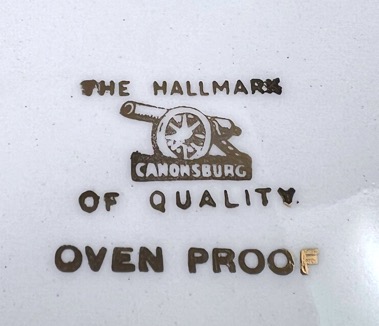 THE HALLMARK
CANONSBURG
OF QUALITY.
OVEN PROOF